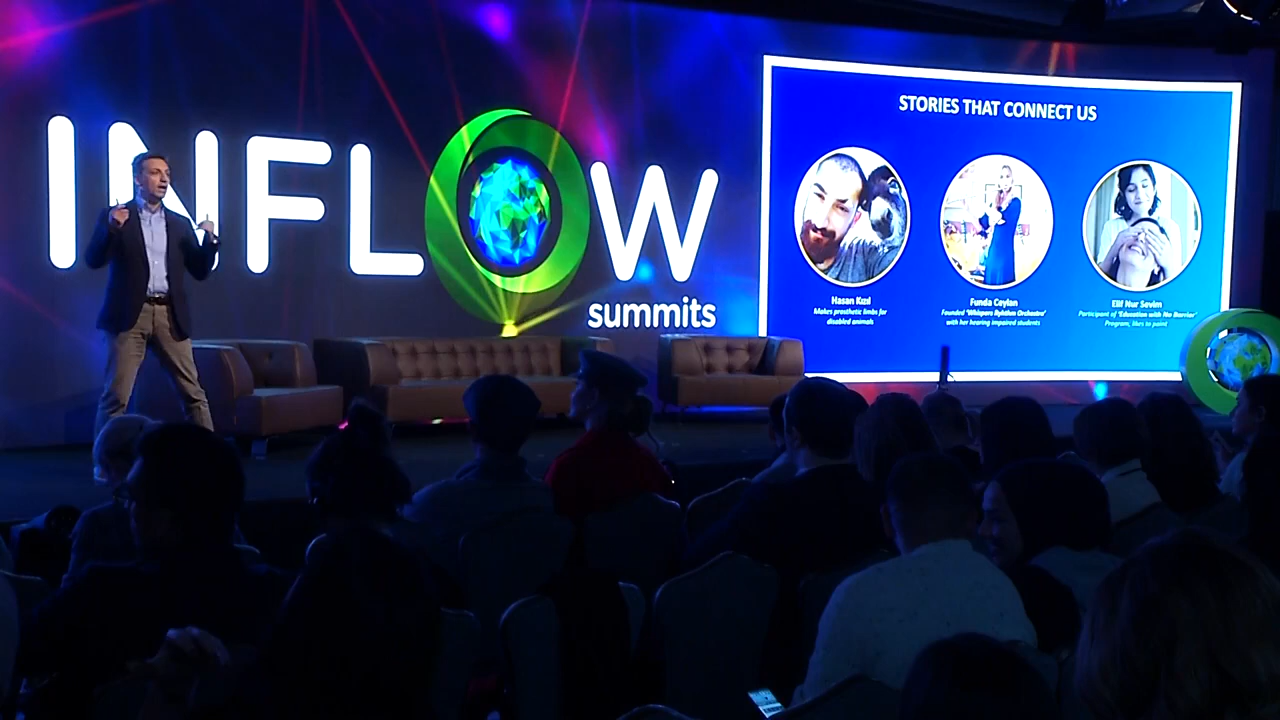 INFLOW
summits
STORIES THAT CONNECT US
Hasan Kızıl
Makes prosthetic limbs for
disabled animals
Funda Ceylan
Founded 'Whispers Rhythm Orchestra'
with her hearing impaired students
Elif Nur Sevim
Participant of 'Education with No Barrier'
Program, likes to paint